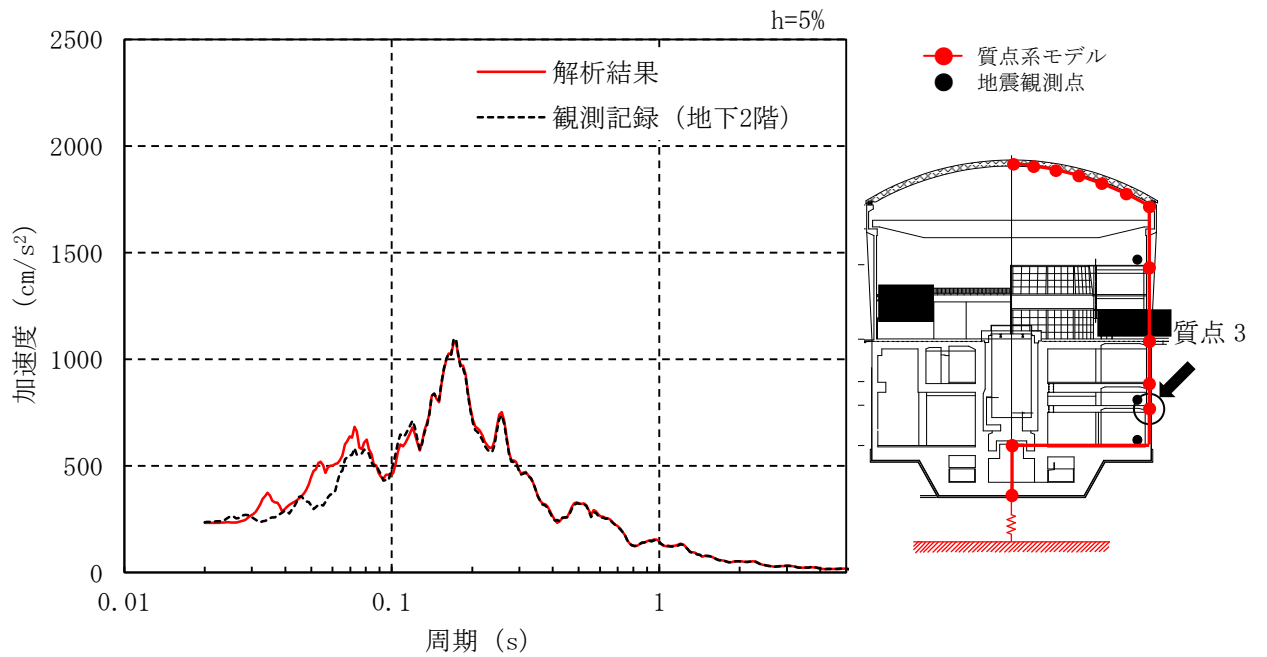 h=5%
2500
2000
1500
1000
500
0
0.01
0.1
1
加速度 (cm/s²)
周期 (s)
解析結果
観測記録 (地下2階)
質点系モデル
地震観測点
質点 3